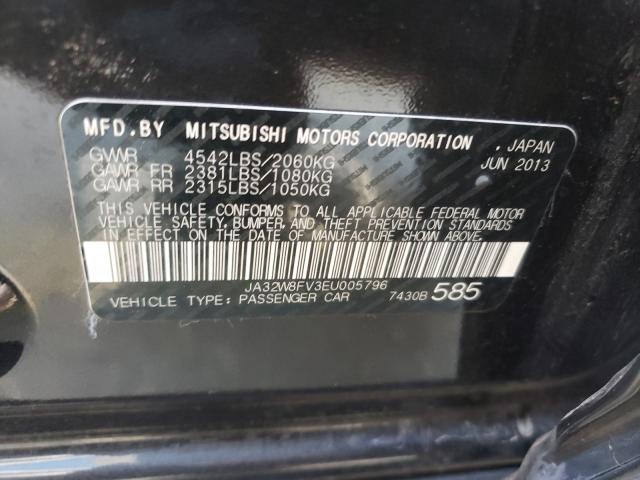 MFD. BY MITSUBISHI MOTORS CORPORATION , JAPAN
GVWR 4542LBS/2060KG JUN 2013
GAWR FR 2381LBS/1080KG
GAWR RR 2315LBS/1050KG
THIS VEHICLE CONFORMS TO ALL APPLICABLE FEDERAL MOTOR
VEHICLE SAFETY, BUMPER, AND THEFT PREVENTION STANDARDS
IN EFFECT ON THE DATE OF MANUFACTURE SHOWN ABOVE.
JA32W8FV3EU005796
VEHICLE TYPE: PASSENGER CAR 7430B 585